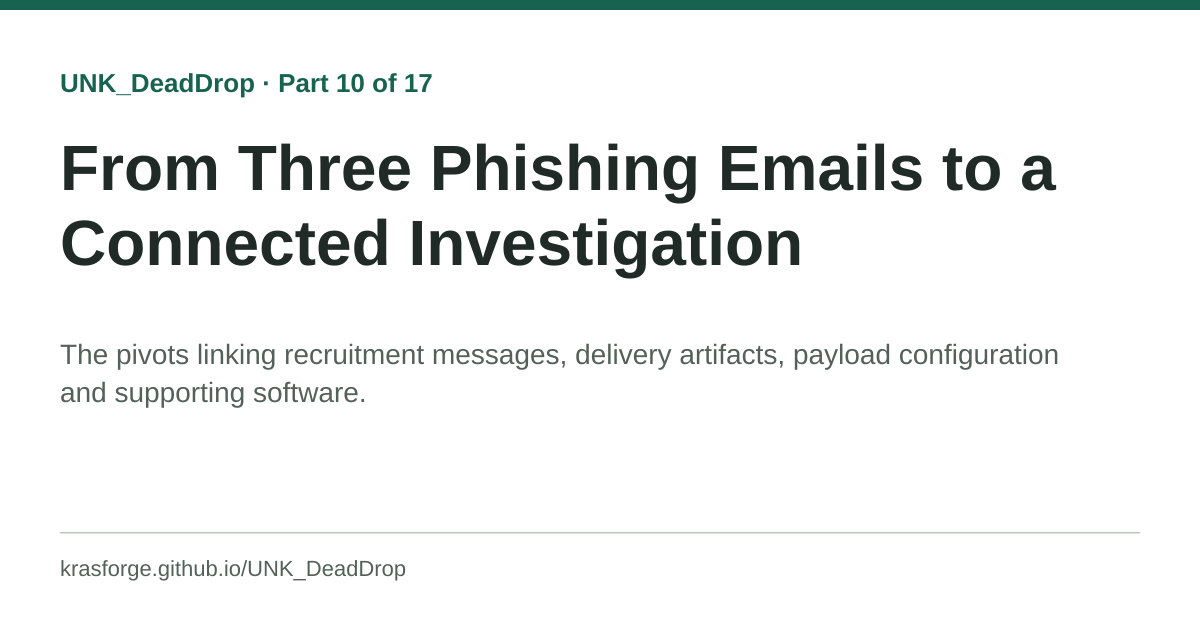 UNK_DeadDrop · Part 10 of 17
From Three Phishing Emails to a
Connected Investigation
The pivots linking recruitment messages, delivery artifacts, payload configuration
and supporting software.
krasforge.github.io/UNK_DeadDrop